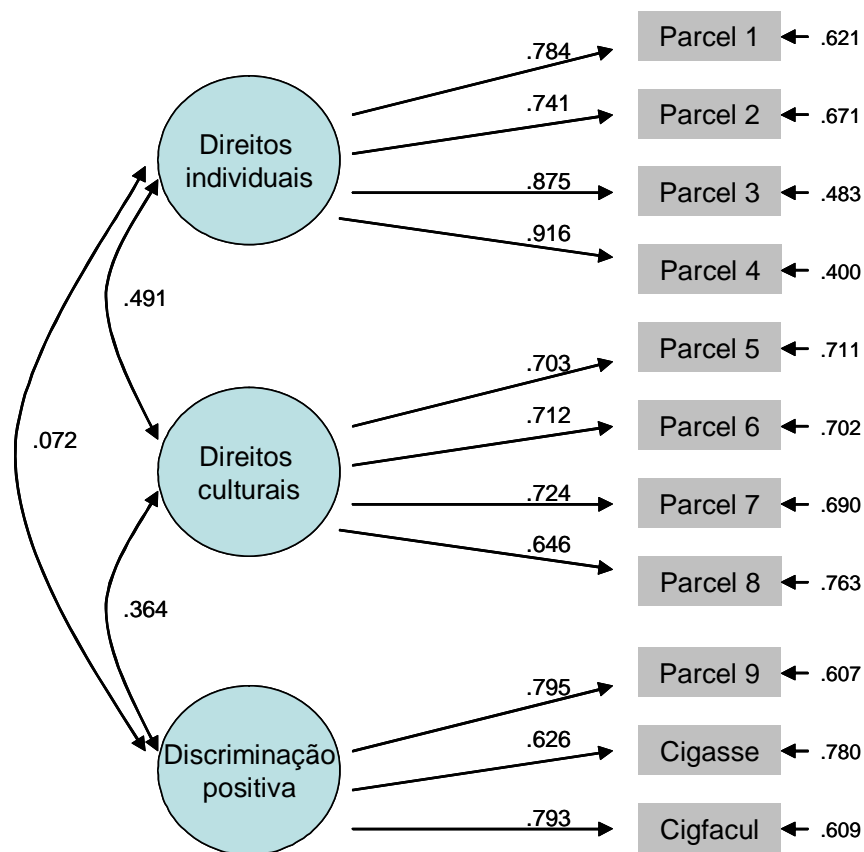 .784
Parcel 1
.621
.741
Parcel 2
.671
Direitos
individuais
.875
Parcel 3
.483
.916
Parcel 4
.400
.491
.703
Parcel 5
.711
.712
Parcel 6
.702
.072
Direitos
culturais
.724
Parcel 7
.690
.646
Parcel 8
.763
.364
.795
Parcel 9
.607
Discriminação
positiva
.626
Cigasse
.780
.793
Cigfacul
.609